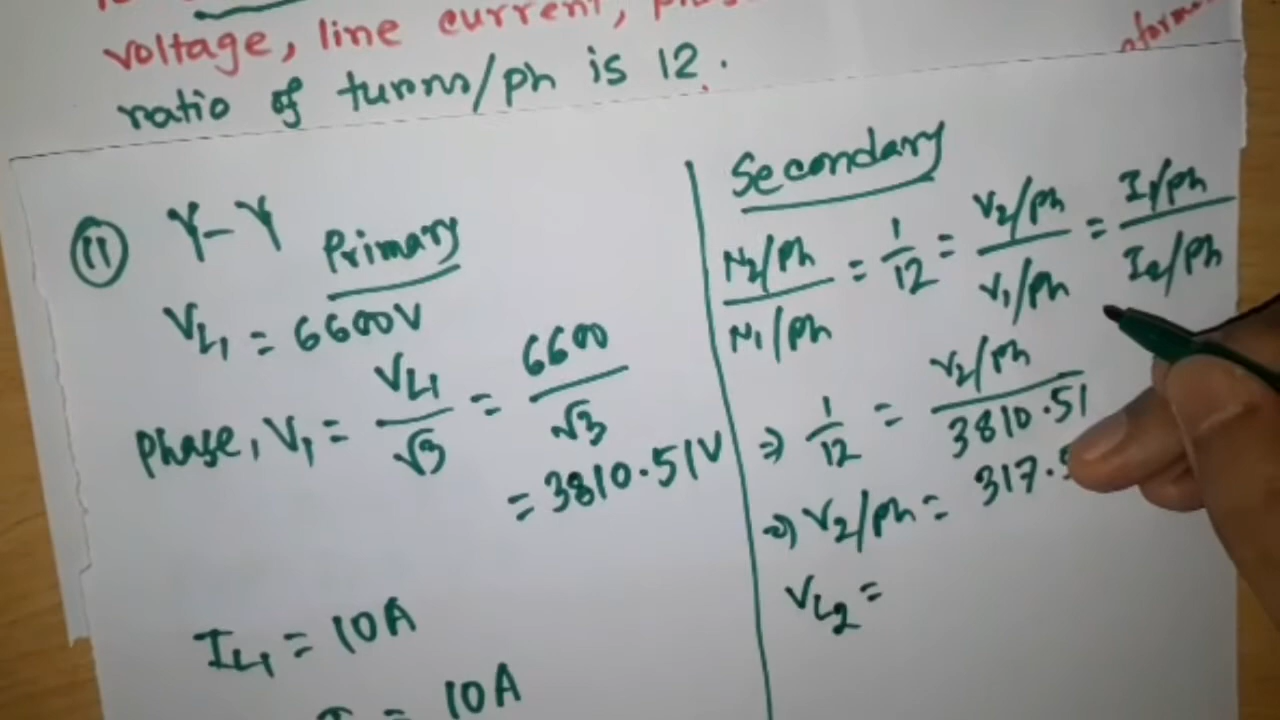 voltage, line current,
ratio of turns/ph is 12.
(11) Y-Y Primary
VL1 = 6600V
Phase, V1 = VL1/√3 = 6600/√3
= 3810.51V
IL1 = 10A
= 10A
Secondary
N2/Ph / N1/Ph = 1/12 = V2/Ph / V1/Ph = I1/Ph / I2/Ph
⇒ 1/12 = V2/Ph / 3810.51
⇒ V2/Ph = 317.5
VL2 =